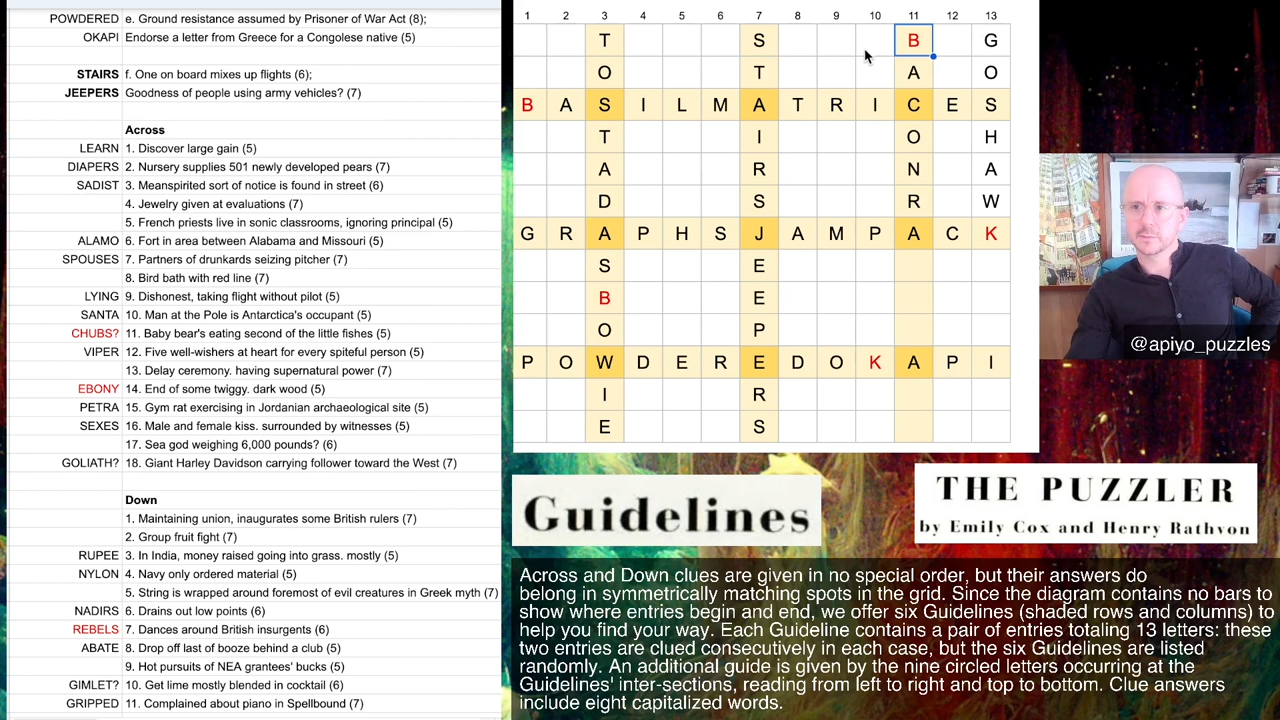 POWDERED e. Ground resistance assumed by Prisoner of War Act (8);
OKAPI Endorse a letter from Greece for a Congolese native (5)
STAIRS f. One on board mixes up flights (6);
JEEPERS Goodness of people using army vehicles? (7)
Across
LEARN 1. Discover large gain (5)
DIAPERS 2. Nursery supplies 501 newly developed pears (7)
SADIST 3. Meanspirited sort of notice is found in street (6)
4. Jewelry given at evaluations (7)
5. French priests live in sonic classrooms, ignoring principal (5)
ALAMO 6. Fort in area between Alabama and Missouri (5)
SPOUSES 7. Partners of drunkards seizing pitcher (7)
8. Bird bath with red line (7)
LYING 9. Dishonest, taking flight without pilot (5)
SANTA 10. Man at the Pole is Antarctica's occupant (5)
CHUBS? 11. Baby bear's eating second of the little fishes (5)
VIPER 12. Five well-wishers at heart for every spiteful person (5)
13. Delay ceremony. having supernatural power (7)
EBONY 14. End of some twiggy. dark wood (5)
PETRA 15. Gym rat exercising in Jordanian archaeological site (5)
SEXES 16. Male and female kiss. surrounded by witnesses (5)
17. Sea god weighing 6,000 pounds? (6)
GOLIATH? 18. Giant Harley Davidson carrying follower toward the West (7)
Down
1. Maintaining union, inaugurates some British rulers (7)
2. Group fruit fight (7)
RUPEE 3. In India, money raised going into grass. mostly (5)
NYLON 4. Navy only ordered material (5)
5. String is wrapped around foremost of evil creatures in Greek myth (7)
NADIRS 6. Drains out low points (6)
REBELS 7. Dances around British insurgents (6)
ABATE 8. Drop off last of booze behind a club (5)
9. Hot pursuits of NEA grantees' bucks (5)
GIMLET? 10. Get lime mostly blended in cocktail (6)
GRIPPED 11. Complained about piano in Spellbound (7)
1 2 3 4 5 6 7 8 9 10 11 12 13
T S B G
O T A O
B A S I L M A T R I C E S
T I O H
A R N A
D S R W
G R A P H S J A M P A C K
S E
B E
O P
P O W D E R E D O K A P I
I R
E S
@apiyo_puzzles
Guidelines
THE PUZZLER
by Emily Cox and Henry Rathvon
Across and Down clues are given in no special order, but their answers do
belong in symmetrically matching spots in the grid. Since the diagram contains no bars to
show where entries begin and end, we offer six Guidelines (shaded rows and columns) to
help you find your way. Each Guideline contains a pair of entries totaling 13 letters: these
two entries are clued consecutively in each case, but the six Guidelines are listed
randomly. An additional guide is given by the nine circled letters occurring at the
Guidelines' inter-sections, reading from left to right and top to bottom. Clue answers
include eight capitalized words.